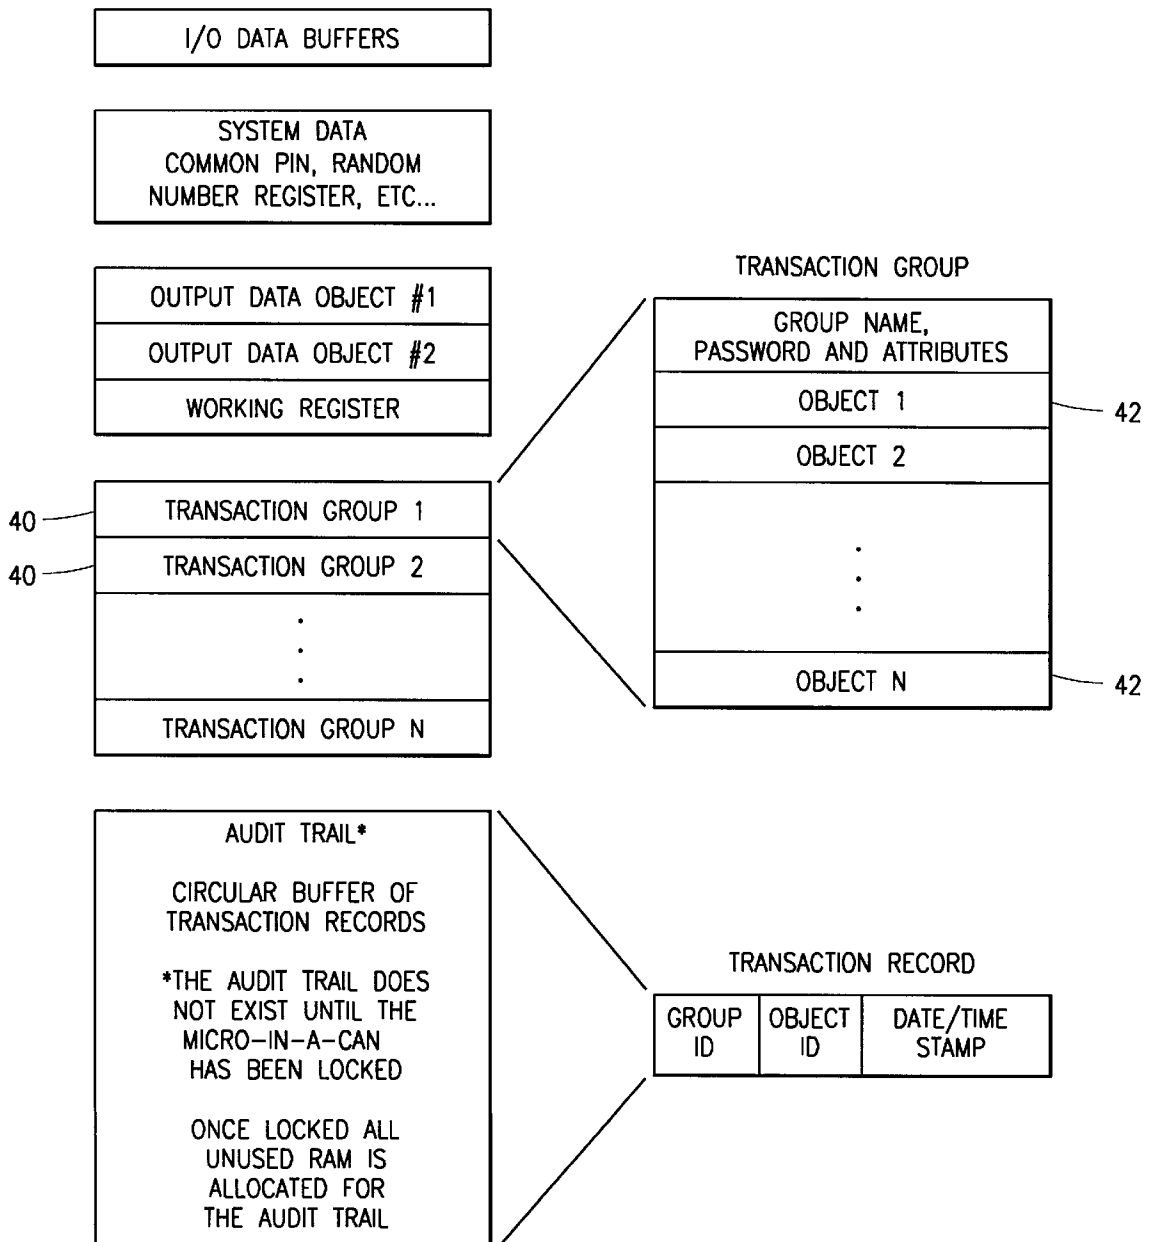 I/O DATA BUFFERS
SYSTEM DATA
COMMON PIN, RANDOM
NUMBER REGISTER, ETC...
OUTPUT DATA OBJECT #1
OUTPUT DATA OBJECT #2
WORKING REGISTER
40
TRANSACTION GROUP 1
40
TRANSACTION GROUP 2
TRANSACTION GROUP N
TRANSACTION GROUP
GROUP NAME,
PASSWORD AND ATTRIBUTES
OBJECT 1
42
OBJECT 2
OBJECT N
42
AUDIT TRAIL*
CIRCULAR BUFFER OF
TRANSACTION RECORDS
*THE AUDIT TRAIL DOES
NOT EXIST UNTIL THE
MICRO-IN-A-CAN
HAS BEEN LOCKED
ONCE LOCKED ALL
UNUSED RAM IS
ALLOCATED FOR
THE AUDIT TRAIL
TRANSACTION RECORD
GROUP
ID
OBJECT
ID
DATE/TIME
STAMP